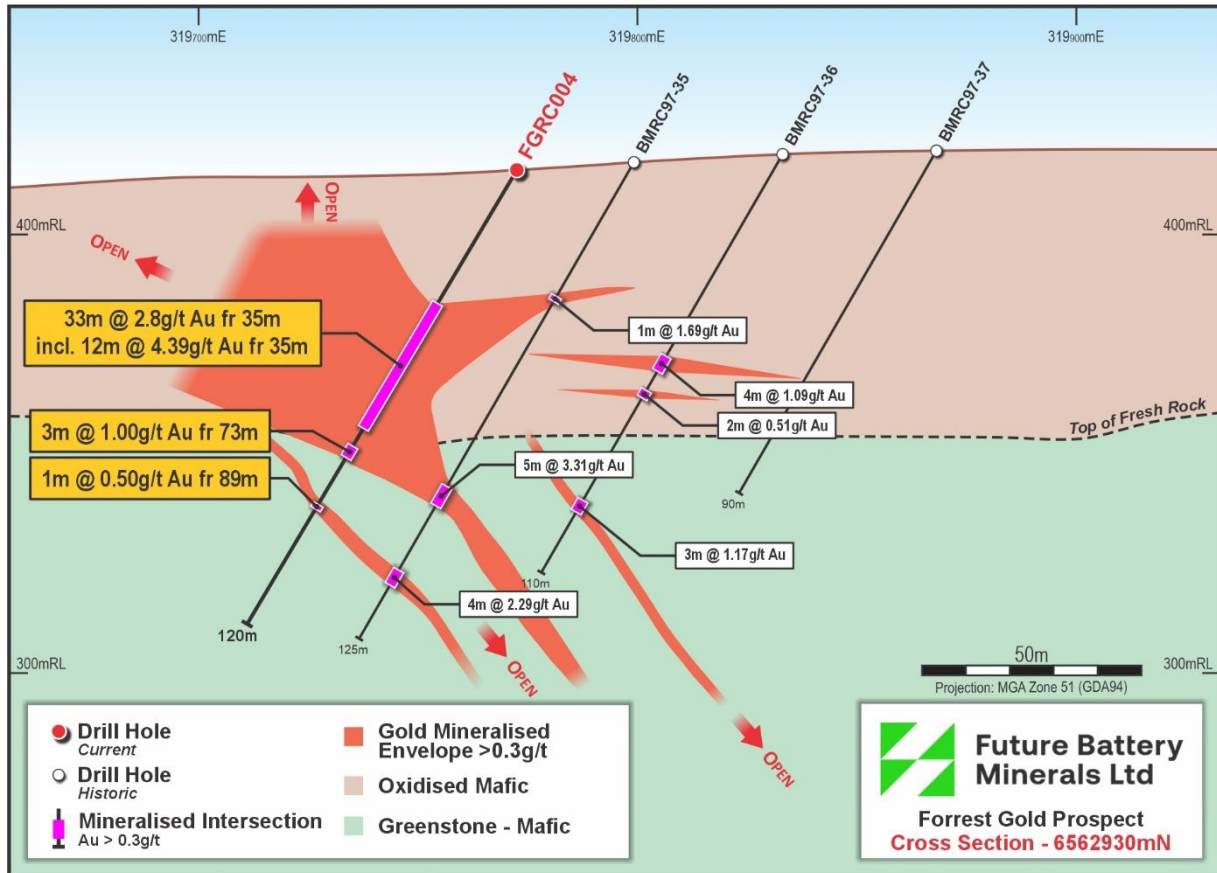 319700mE
319800mE
319900mE
FGRC004
BMRC97-35
BMRC97-36
BMRC97-37
OPEN
OPEN
400mRL
400mRL
33m @ 2.8g/t Au fr 35m
incl. 12m @ 4.39g/t Au fr 35m
1m @ 1.69g/t Au
4m @ 1.09g/t Au
2m @ 0.51g/t Au
Top of Fresh Rock
3m @ 1.00g/t Au fr 73m
1m @ 0.50g/t Au fr 89m
5m @ 3.31g/t Au
90m
3m @ 1.17g/t Au
110m
4m @ 2.29g/t Au
120m
125m
OPEN
OPEN
300mRL
300mRL
50m
Projection: MGA Zone 51 (GDA94)
Drill Hole
Current
Drill Hole
Historic
Mineralised Intersection
Au > 0.3g/t
Gold Mineralised
Envelope >0.3g/t
Oxidised Mafic
Greenstone - Mafic
Future Battery
Minerals Ltd
Forrest Gold Prospect
Cross Section - 6562930mN